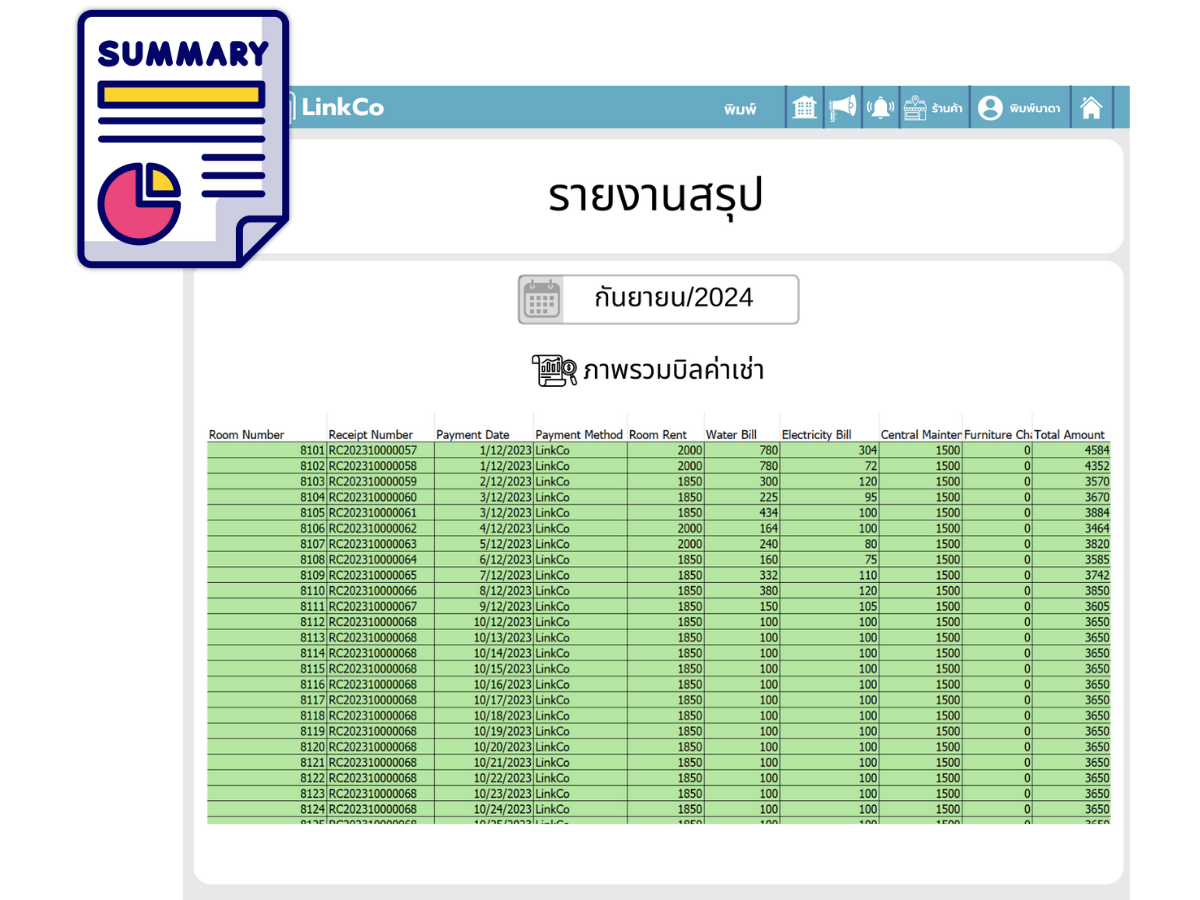 SUMMARY
LinkCo พิมพ์ ร้านค้า พิมพ์มาดา
รายงานสรุป
กันยายน/2024
ภาพรวมบิลค่าเช่า
Room Number Receipt Number Payment Date Payment Method Room Rent Water Bill Electricity Bill Central Mainter Furniture Cha Total Amount
8101 RC202310000057 1/12/2023 LinkCo 2000 780 304 1500 0 4584
8102 RC202310000058 1/12/2023 LinkCo 2000 780 72 1500 0 4352
8103 RC202310000059 2/12/2023 LinkCo 1850 300 120 1500 0 3570
8104 RC202310000060 3/12/2023 LinkCo 1850 225 95 1500 0 3670
8105 RC202310000061 3/12/2023 LinkCo 1850 434 100 1500 0 3884
8106 RC202310000062 4/12/2023 LinkCo 2000 164 100 1500 0 3464
8107 RC202310000063 5/12/2023 LinkCo 2000 240 80 1500 0 3820
8108 RC202310000064 6/12/2023 LinkCo 1850 160 75 1500 0 3585
8109 RC202310000065 7/12/2023 LinkCo 1850 332 110 1500 0 3742
8110 RC202310000066 8/12/2023 LinkCo 1850 380 120 1500 0 3850
8111 RC202310000067 9/12/2023 LinkCo 1850 150 105 1500 0 3605
8112 RC202310000068 10/12/2023 LinkCo 1850 100 100 1500 0 3650
8113 RC202310000068 10/13/2023 LinkCo 1850 100 100 1500 0 3650
8114 RC202310000068 10/14/2023 LinkCo 1850 100 100 1500 0 3650
8115 RC202310000068 10/15/2023 LinkCo 1850 100 100 1500 0 3650
8116 RC202310000068 10/16/2023 LinkCo 1850 100 100 1500 0 3650
8117 RC202310000068 10/17/2023 LinkCo 1850 100 100 1500 0 3650
8118 RC202310000068 10/18/2023 LinkCo 1850 100 100 1500 0 3650
8119 RC202310000068 10/19/2023 LinkCo 1850 100 100 1500 0 3650
8120 RC202310000068 10/20/2023 LinkCo 1850 100 100 1500 0 3650
8121 RC202310000068 10/21/2023 LinkCo 1850 100 100 1500 0 3650
8122 RC202310000068 10/22/2023 LinkCo 1850 100 100 1500 0 3650
8123 RC202310000068 10/23/2023 LinkCo 1850 100 100 1500 0 3650
8124 RC202310000068 10/24/2023 LinkCo 1850 100 100 1500 0 3650